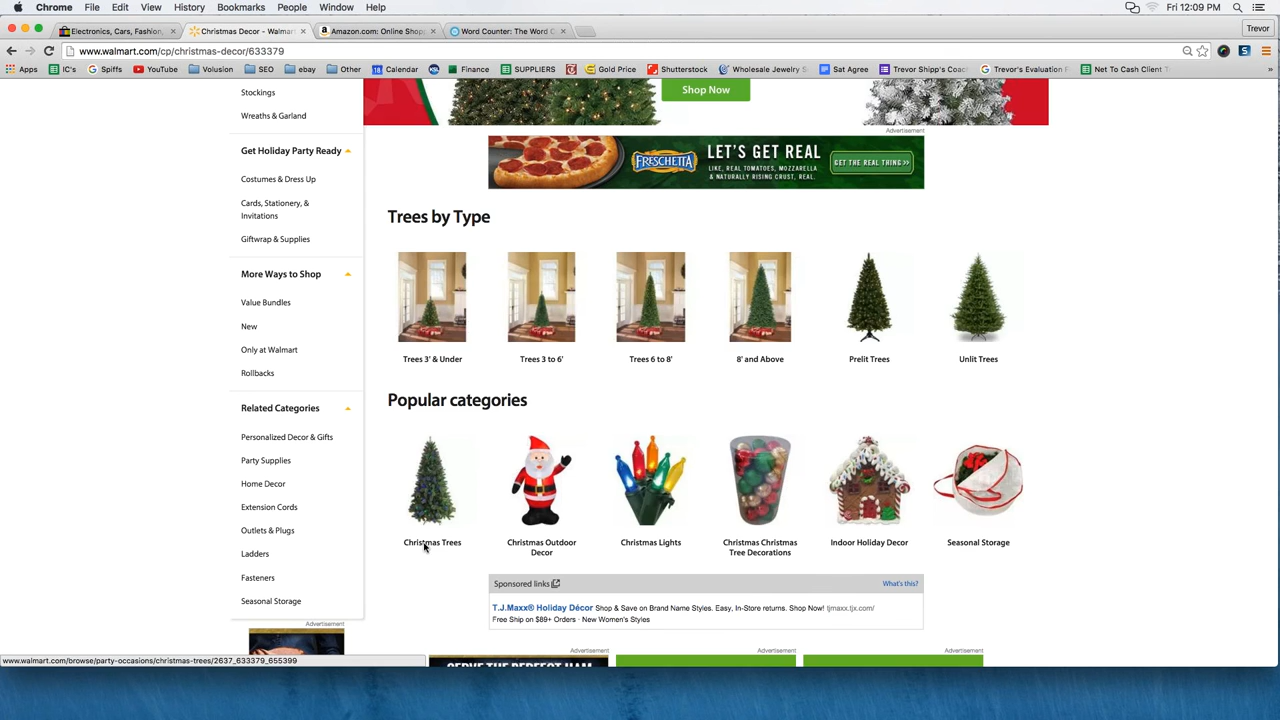 Chrome File Edit View History Bookmarks People Window Help Fri 12:09 PM
Electronics, Cars, Fashion, Christmas Decor - Walmar Amazon.com: Online Shop Word Counter: The Word C Trevor
www.walmart.com/cp/christmas-decor/633379
Apps IC's Spiffs YouTube Volusion SEO ebay Other Calendar Finance SUPPLIERS Gold Price Shutterstock Wholesale Jewelry Sat Agree Trevor Shipp's Coac Trevor's Evaluation F Net To Cash Client T »
Stockings
Wreaths & Garland
Get Holiday Party Ready
Costumes & Dress Up
Cards, Stationery, &
Invitations
Giftwrap & Supplies
More Ways to Shop
Value Bundles
New
Only at Walmart
Rollbacks
Related Categories
Personalized Decor & Gifts
Party Supplies
Home Decor
Extension Cords
Outlets & Plugs
Ladders
Fasteners
Seasonal Storage
Advertisement
Shop Now
Advertisement
FRESCHETTA
LET'S GET REAL
LIKE, REAL TOMATOES, MOZZARELLA
& NATURALLY RISING CRUST, REAL.
GET THE REAL THING >>
Trees by Type
Trees 3' & Under Trees 3 to 6' Trees 6 to 8' 8' and Above Prelit Trees Unlit Trees
Popular categories
Christmas Trees
Christmas Outdoor
Decor
Christmas Lights
Christmas Christmas
Tree Decorations
Indoor Holiday Decor
Seasonal Storage
Sponsored links What's this?
T.J.Maxx® Holiday Décor Shop & Save on Brand Name Styles. Easy, In-Store returns. Shop Now! tjmaxx.tjx.com/
Free Ship on $89+ Orders · New Women's Styles
Advertisement Advertisement Advertisement
SERVE THE PERFECT HAM
www.walmart.com/browse/party-occasions/christmas-trees/2637_633379_655399